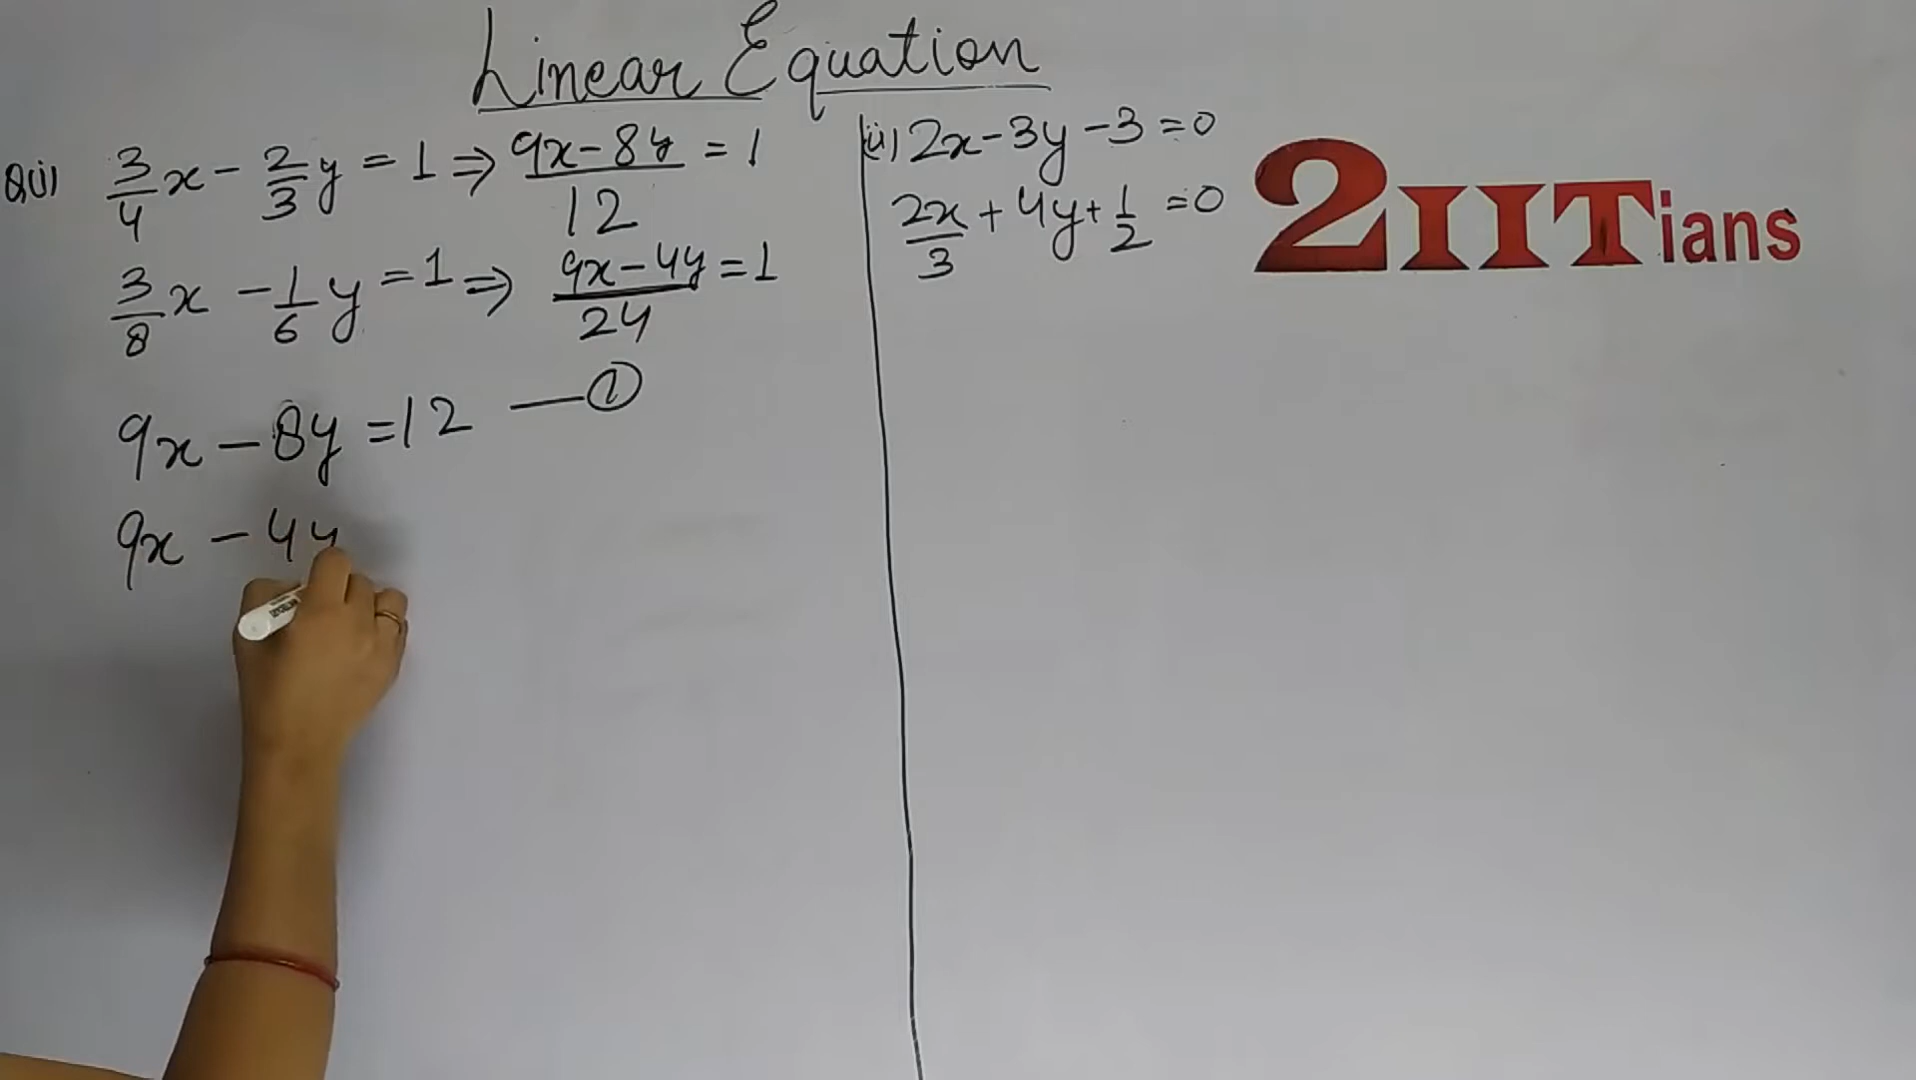 Linear Equation
Q(i) 3/4 x - 2/3 y = 1 ⇒ 9x-8y/12 = 1
3/8 x - 1/6 y = 1 ⇒ 9x-4y/24 = 1
9x - 8y = 12 — ①
9x - 4y
(ii) 2x-3y-3=0
2x/3 + 4y + 1/2 = 0
2IITians